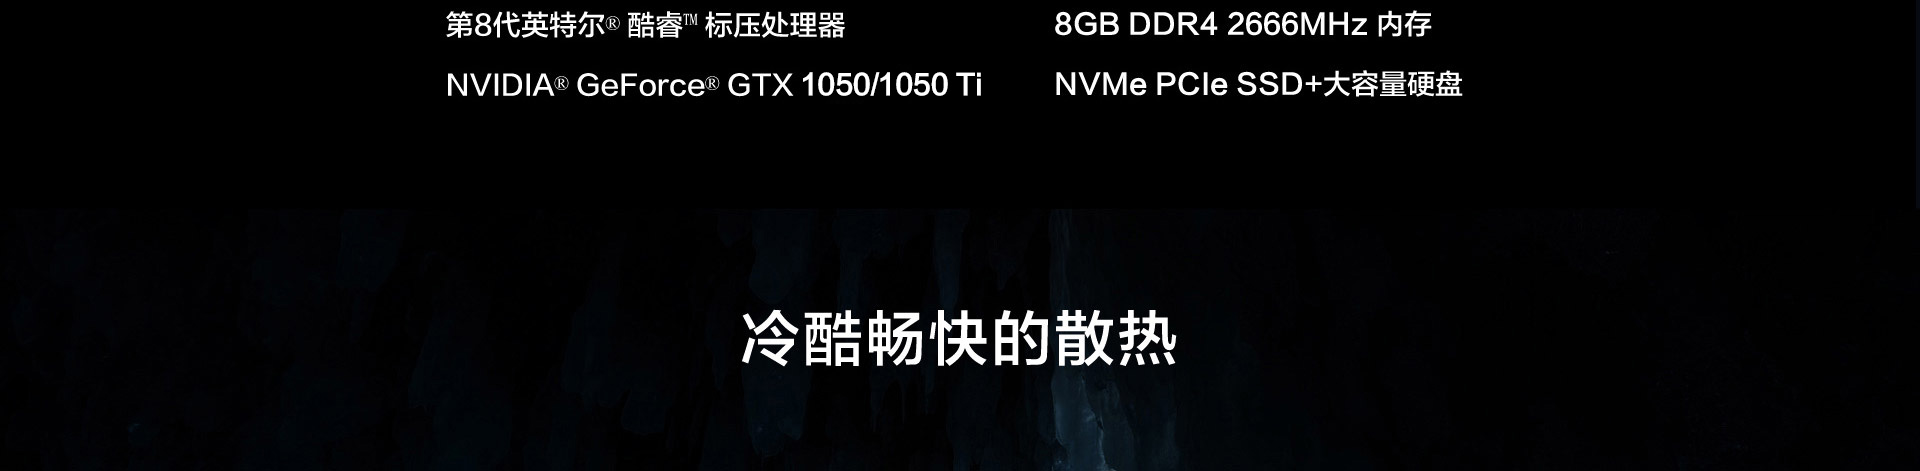 第8代英特尔® 酷睿™ 标压处理器
8GB DDR4 2666MHz 内存
NVIDIA® GeForce® GTX 1050/1050 Ti
NVMe PCIe SSD+大容量硬盘
冷酷畅快的散热